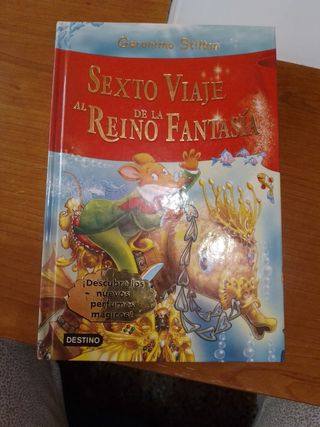 Geronimo Stilton
SEXTO VIAJE
AL REINO DE LA FANTASÍA
¡Descubre los
nuevos
perfumes
mágicos!
DESTINO